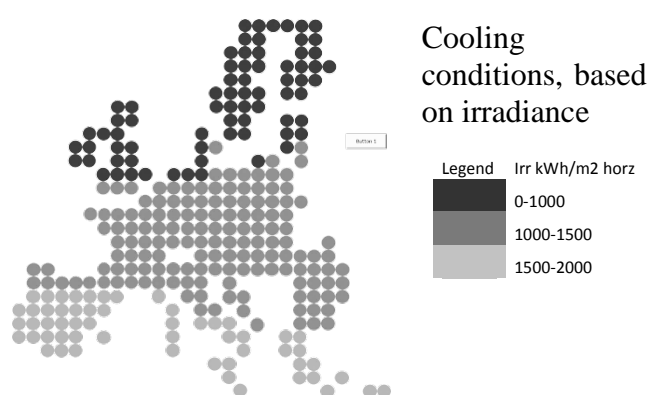 Cooling
conditions, based
on irradiance
Button 1
Legend Irr kWh/m2 horz
0-1000
1000-1500
1500-2000